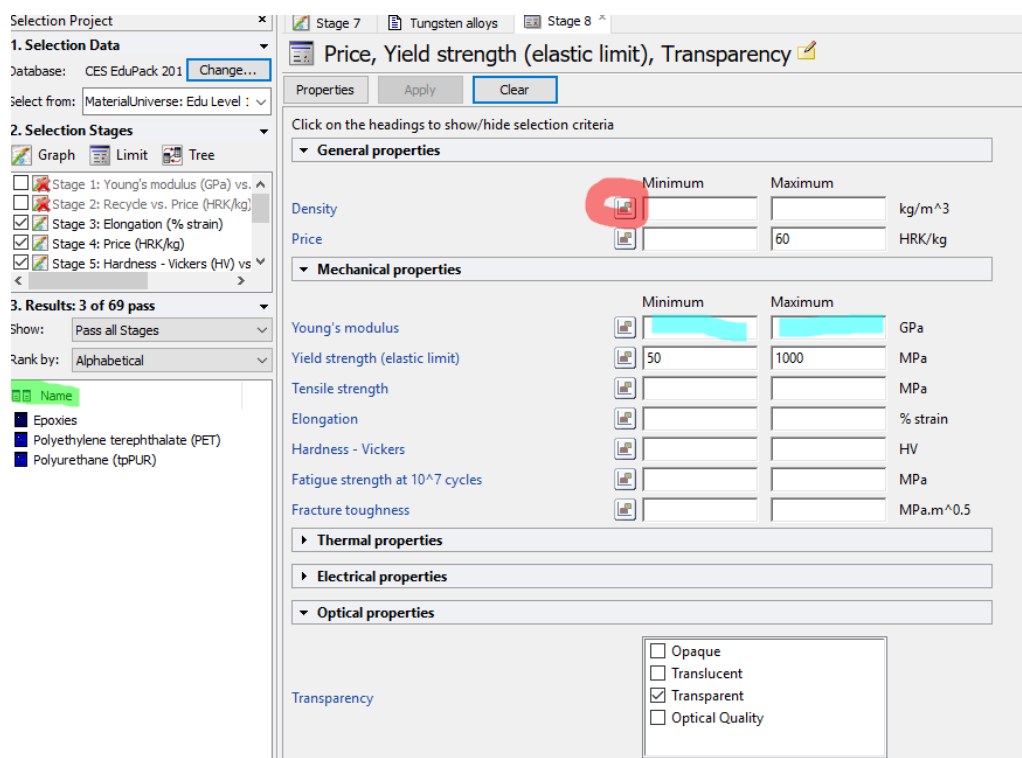 Selection Project ×
1. Selection Data
Database: CES EduPack 201 Change...
Select from: MaterialUniverse: Edu Level
2. Selection Stages
Graph Limit Tree
Stage 1: Young's modulus (GPa) vs.
Stage 2: Recycle vs. Price (HRK/kg)
Stage 3: Elongation (% strain)
Stage 4: Price (HRK/kg)
Stage 5: Hardness - Vickers (HV) vs
3. Results: 3 of 69 pass
Show: Pass all Stages
Rank by: Alphabetical
Name
Epoxies
Polyethylene terephthalate (PET)
Polyurethane (tpPUR)
Stage 7 Tungsten alloys Stage 8 ×
Price, Yield strength (elastic limit), Transparency
Properties Apply Clear
Click on the headings to show/hide selection criteria
General properties
Minimum Maximum
Density kg/m^3
Price 60 HRK/kg
Mechanical properties
Minimum Maximum
Young's modulus GPa
Yield strength (elastic limit) 50 1000 MPa
Tensile strength MPa
Elongation % strain
Hardness - Vickers HV
Fatigue strength at 10^7 cycles MPa
Fracture toughness MPa.m^0.5
Thermal properties
Electrical properties
Optical properties
Transparency
Opaque
Translucent
Transparent
Optical Quality